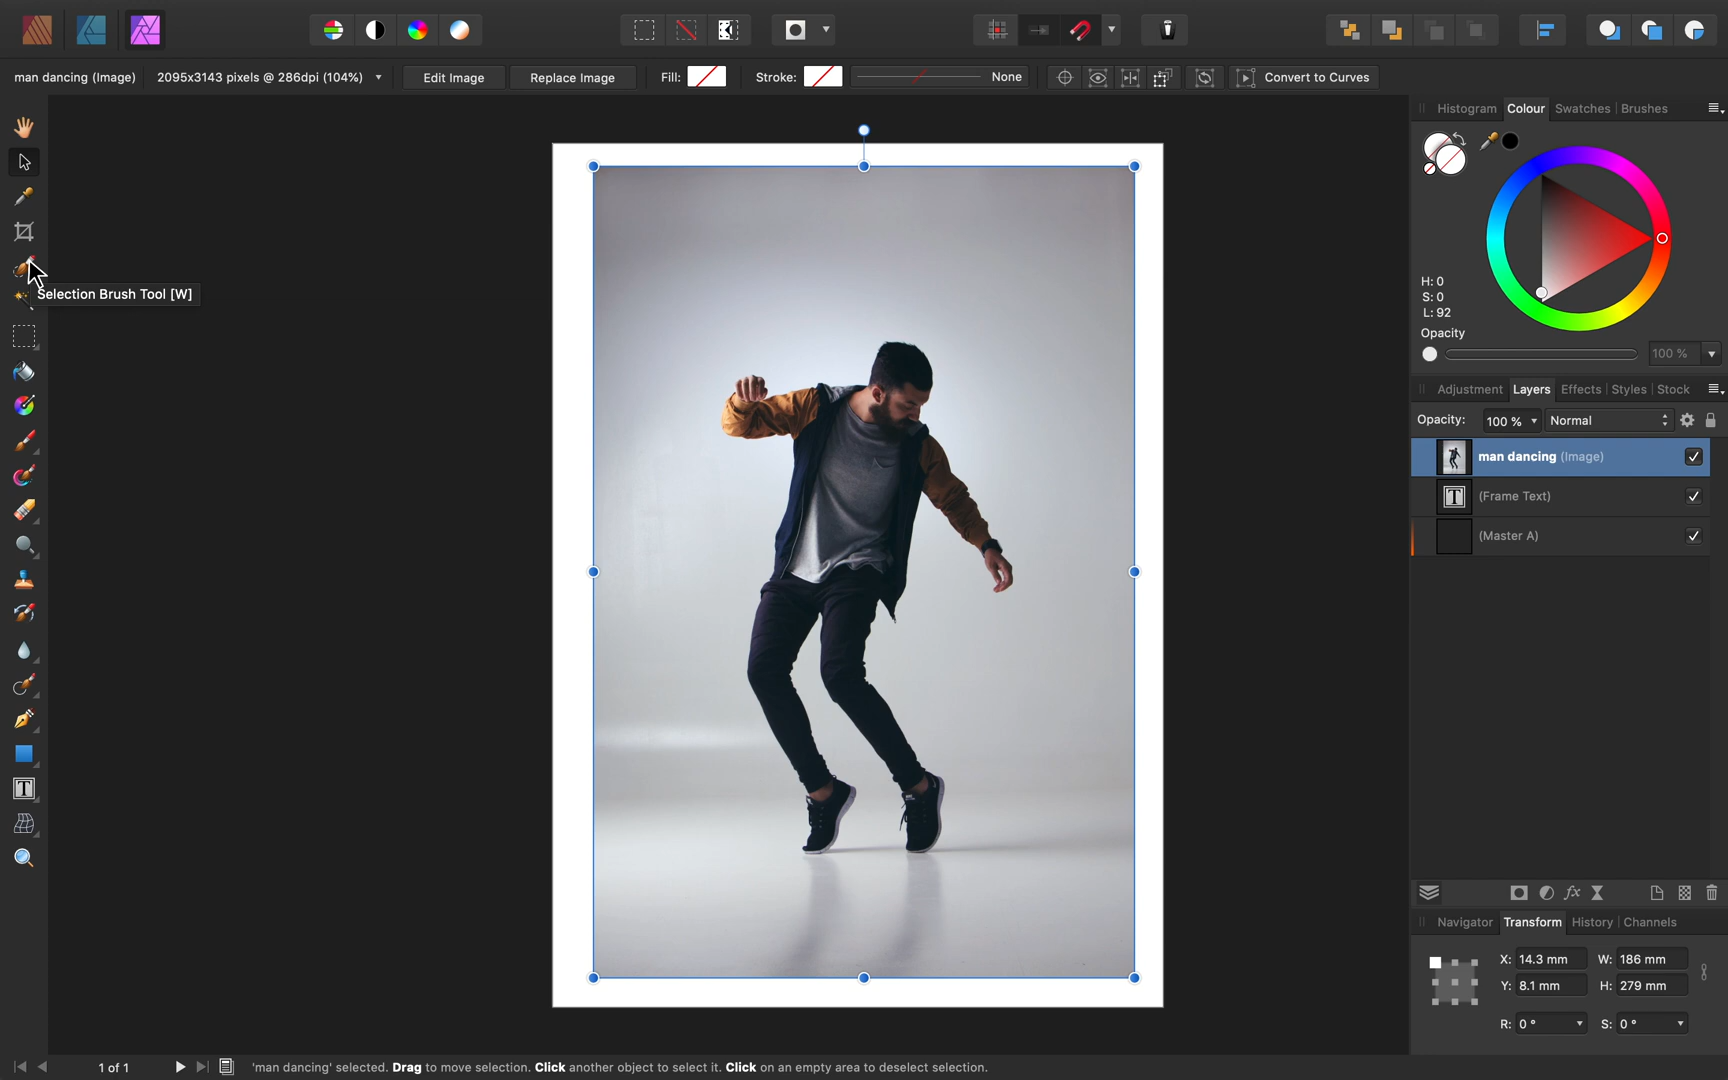 man dancing (Image)
2095x3143 pixels @ 286dpi (104%)
Edit Image
Replace Image
Fill:
Stroke:
None
Convert to Curves
Selection Brush Tool [W]
Histogram
Colour
Swatches
Brushes
H: 0
S: 0
L: 92
Opacity
100 %
Adjustment
Layers
Effects
Styles
Stock
Opacity:
100 %
Normal
man dancing (Image)
(Frame Text)
(Master A)
Navigator
Transform
History
Channels
X: 14.3 mm
W: 186 mm
Y: 8.1 mm
H: 279 mm
R: 0 °
S: 0 °
1 of 1
'man dancing' selected. Drag to move selection. Click another object to select it. Click on an empty area to deselect selection.